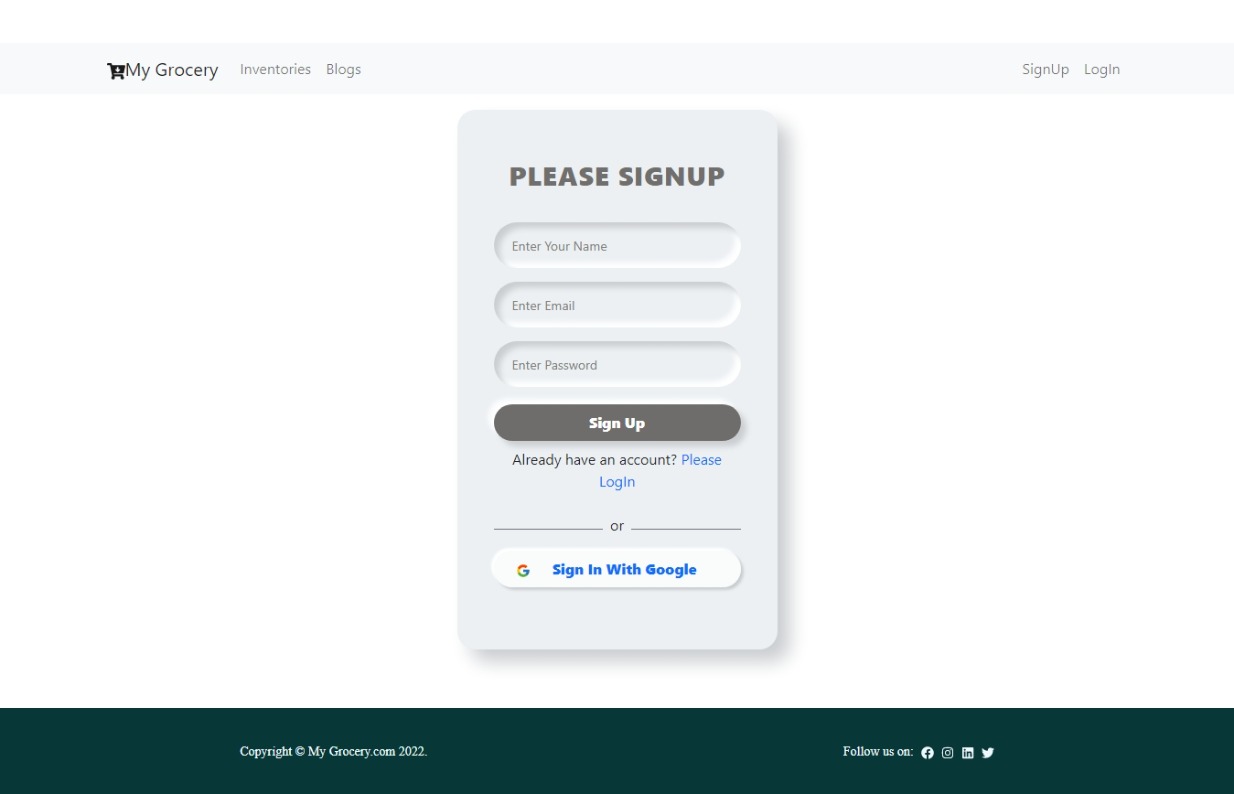 My Grocery Inventories Blogs SignUp LogIn
PLEASE SIGNUP
Enter Your Name
Enter Email
Enter Password
Sign Up
Already have an account? Please
LogIn
or
Sign In With Google
Copyright © My Grocery.com 2022. Follow us on: